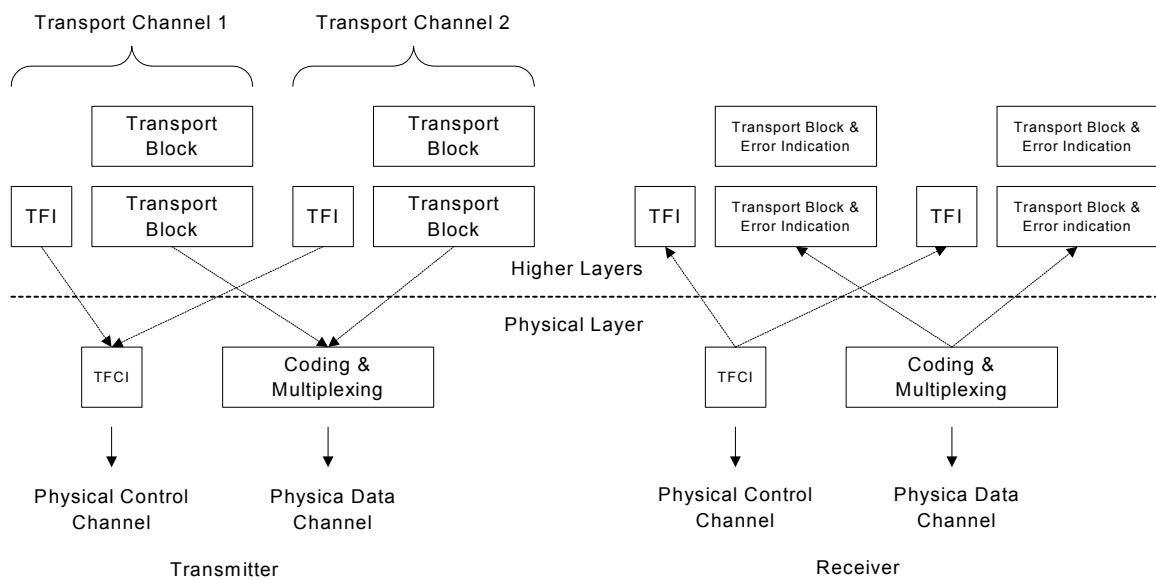 Transport Channel 1
Transport Channel 2
Transport
Block
Transport
Block
Transport Block &
Error Indication
Transport Block &
Error Indication
TFI
Transport
Block
TFI
Transport
Block
TFI
Transport Block &
Error Indication
TFI
Transport Block &
Error indication
Higher Layers
Physical Layer
TFCI
Coding &
Multiplexing
TFCI
Coding &
Multiplexing
Physical Control
Channel
Physica Data
Channel
Physical Control
Channel
Physica Data
Channel
Transmitter
Receiver